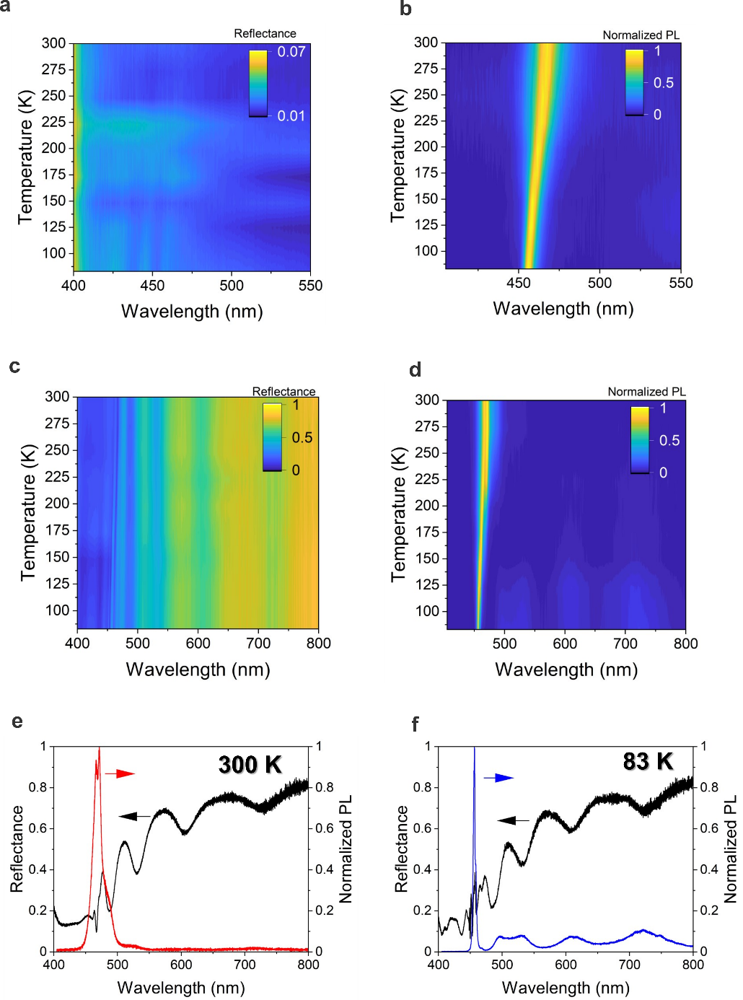 a
Reflectance
0.07
0.01
300
275
250
225
200
175
150
125
100
Temperature (K)
400 450 500 550
Wavelength (nm)
b
Normalized PL
1
0.5
0
300
275
250
225
200
175
150
125
100
Temperature (K)
450 500 550
Wavelength (nm)
c
Reflectance
1
0.5
0
300
275
250
225
200
175
150
125
100
Temperature (K)
400 500 600 700 800
Wavelength (nm)
d
Normalized PL
1
0.5
0
300
275
250
225
200
175
150
125
100
Temperature (K)
500 600 700 800
Wavelength (nm)
e
300 K
1
0.8
0.6
0.4
0.2
0
Reflectance
1
0.8
0.6
0.4
0.2
0
Normalized PL
400 500 600 700 800
Wavelength (nm)
f
83 K
1
0.8
0.6
0.4
0.2
0
Reflectance
1
0.8
0.6
0.4
0.2
0
Normalized PL
400 500 600 700 800
Wavelength (nm)